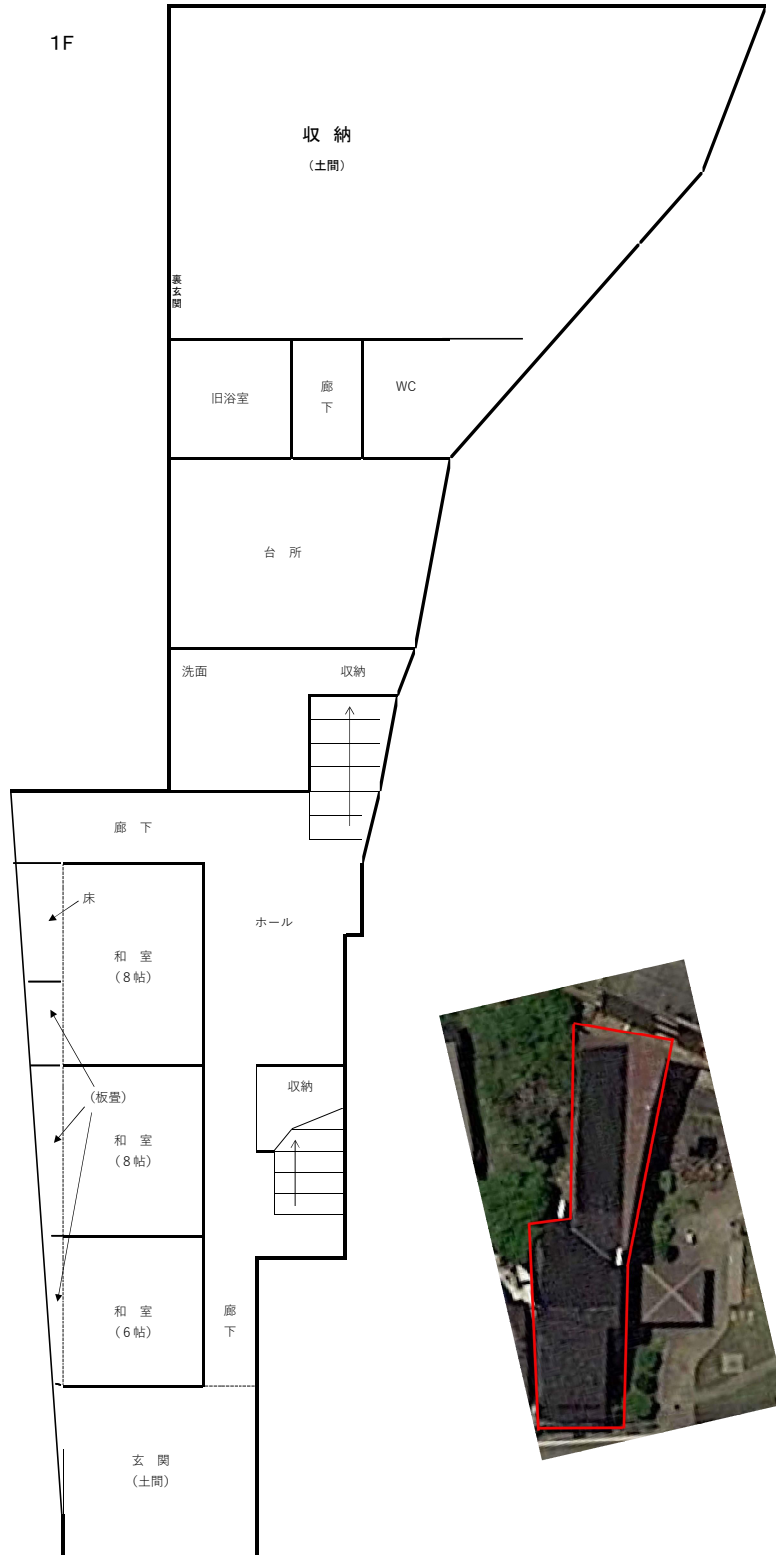 1F
収 納
（土間）
裏玄関
旧浴室
廊下
WC
台 所
洗面
収納
廊 下
床
ホール
和 室
（８帖）
収納
（板畳）
和 室
（８帖）
和 室
（６帖）
廊下
玄 関
（土間）